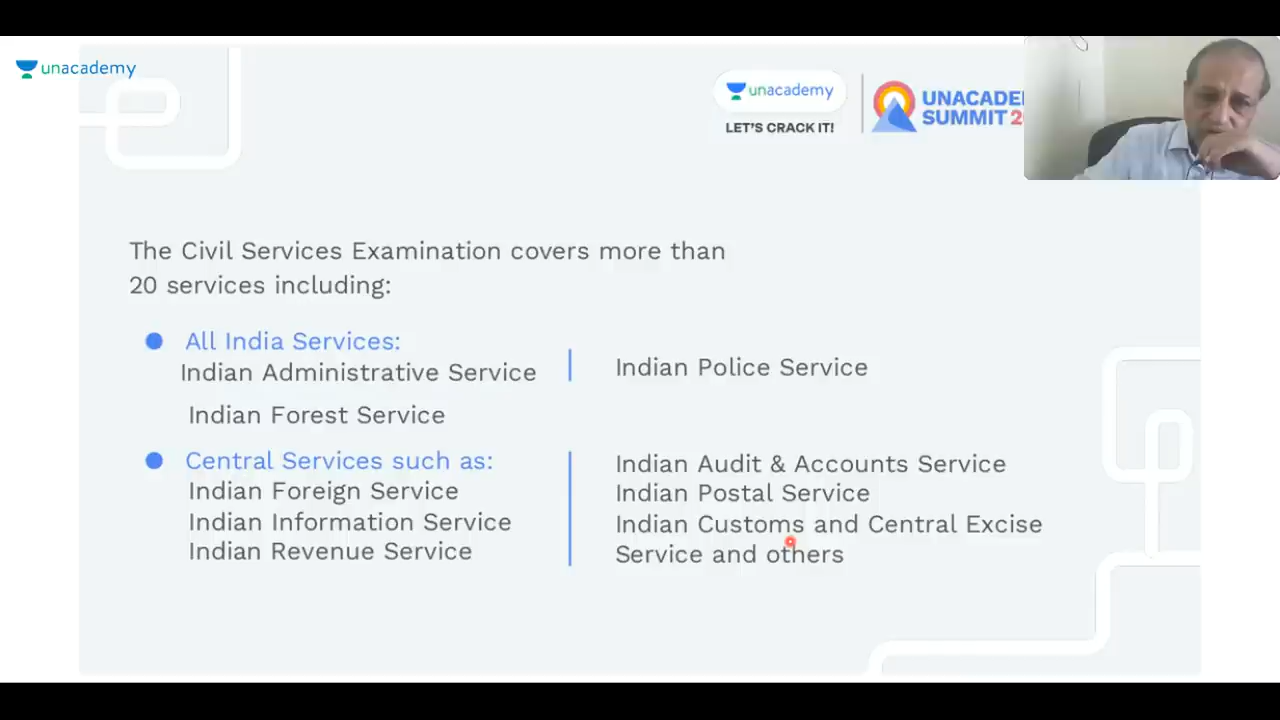 unacademy
unacademy
LET'S CRACK IT!
UNACADE
SUMMIT 2
The Civil Services Examination covers more than
20 services including:
All India Services:
Indian Administrative Service
Indian Police Service
Indian Forest Service
Central Services such as:
Indian Foreign Service
Indian Information Service
Indian Revenue Service
Indian Audit & Accounts Service
Indian Postal Service
Indian Customs and Central Excise
Service and others